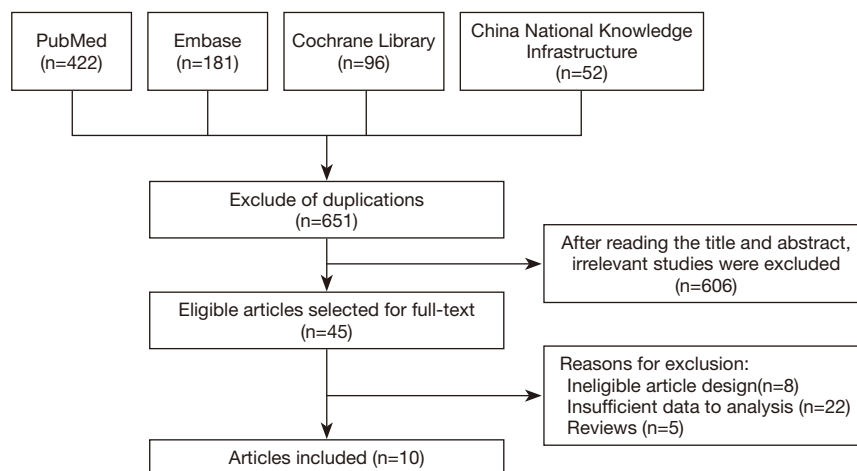 PubMed
(n=422)
Embase
(n=181)
Cochrane Library
(n=96)
China National Knowledge
Infrastructure
(n=52)
Exclude of duplications
(n=651)
After reading the title and abstract,
irrelevant studies were excluded
(n=606)
Eligible articles selected for full-text
(n=45)
Reasons for exclusion:
Ineligible article design(n=8)
Insufficient data to analysis (n=22)
Reviews (n=5)
Articles included (n=10)